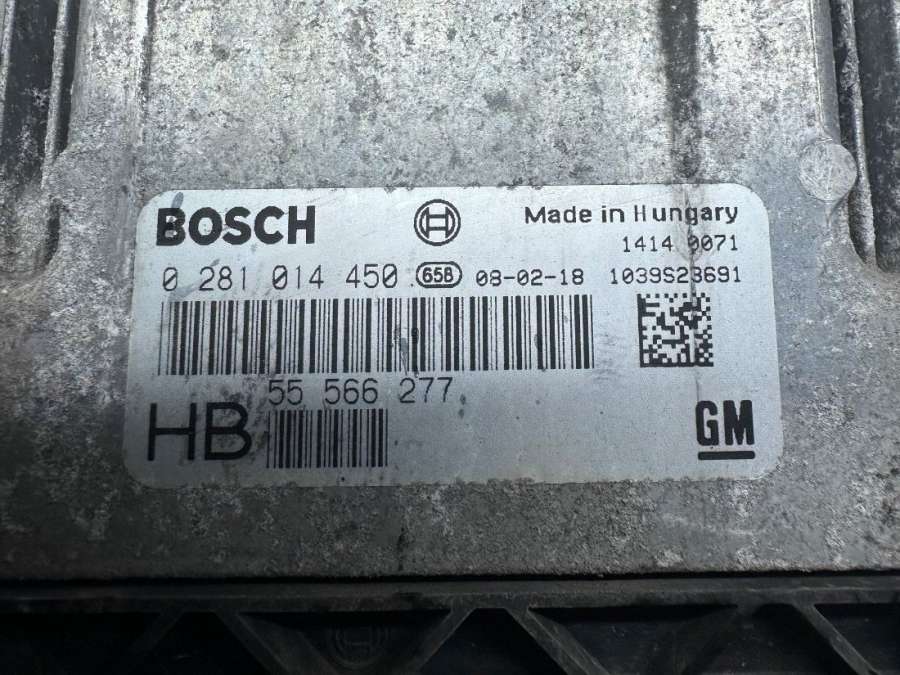 BOSCH
Made in Hungary
1414 0071
0 281 014 450 658 08-02-18 1039S23691
55 566 277
HB
GM